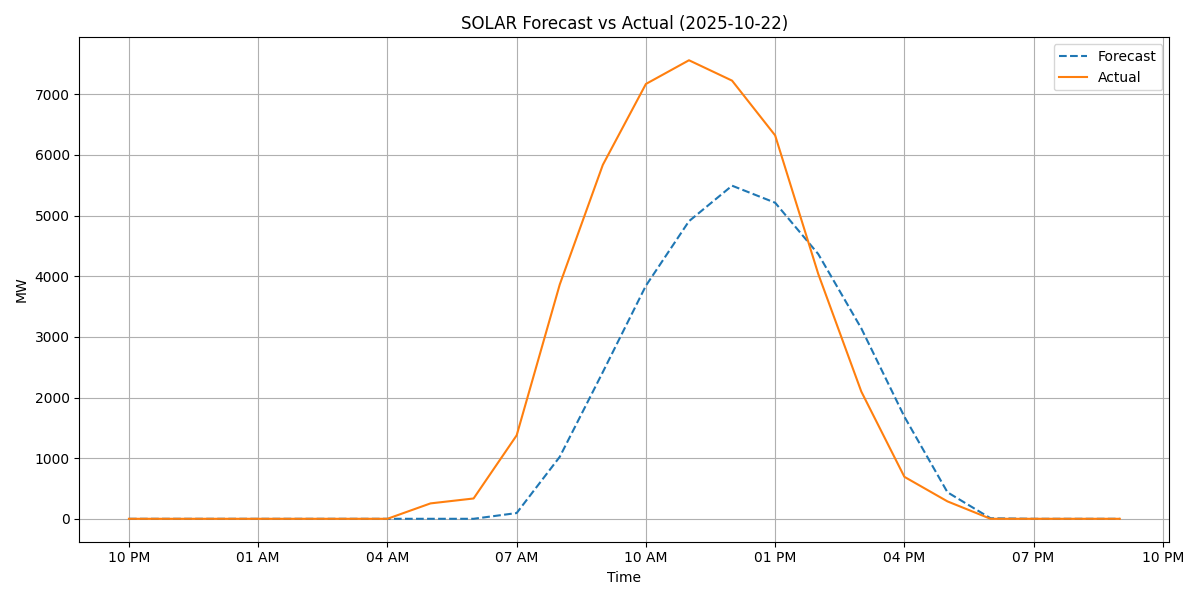 SOLAR Forecast vs Actual (2025-10-22)
Forecast
Actual
MW
7000
6000
5000
4000
3000
2000
1000
0
10 PM 01 AM 04 AM 07 AM 10 AM 01 PM 04 PM 07 PM 10 PM
Time